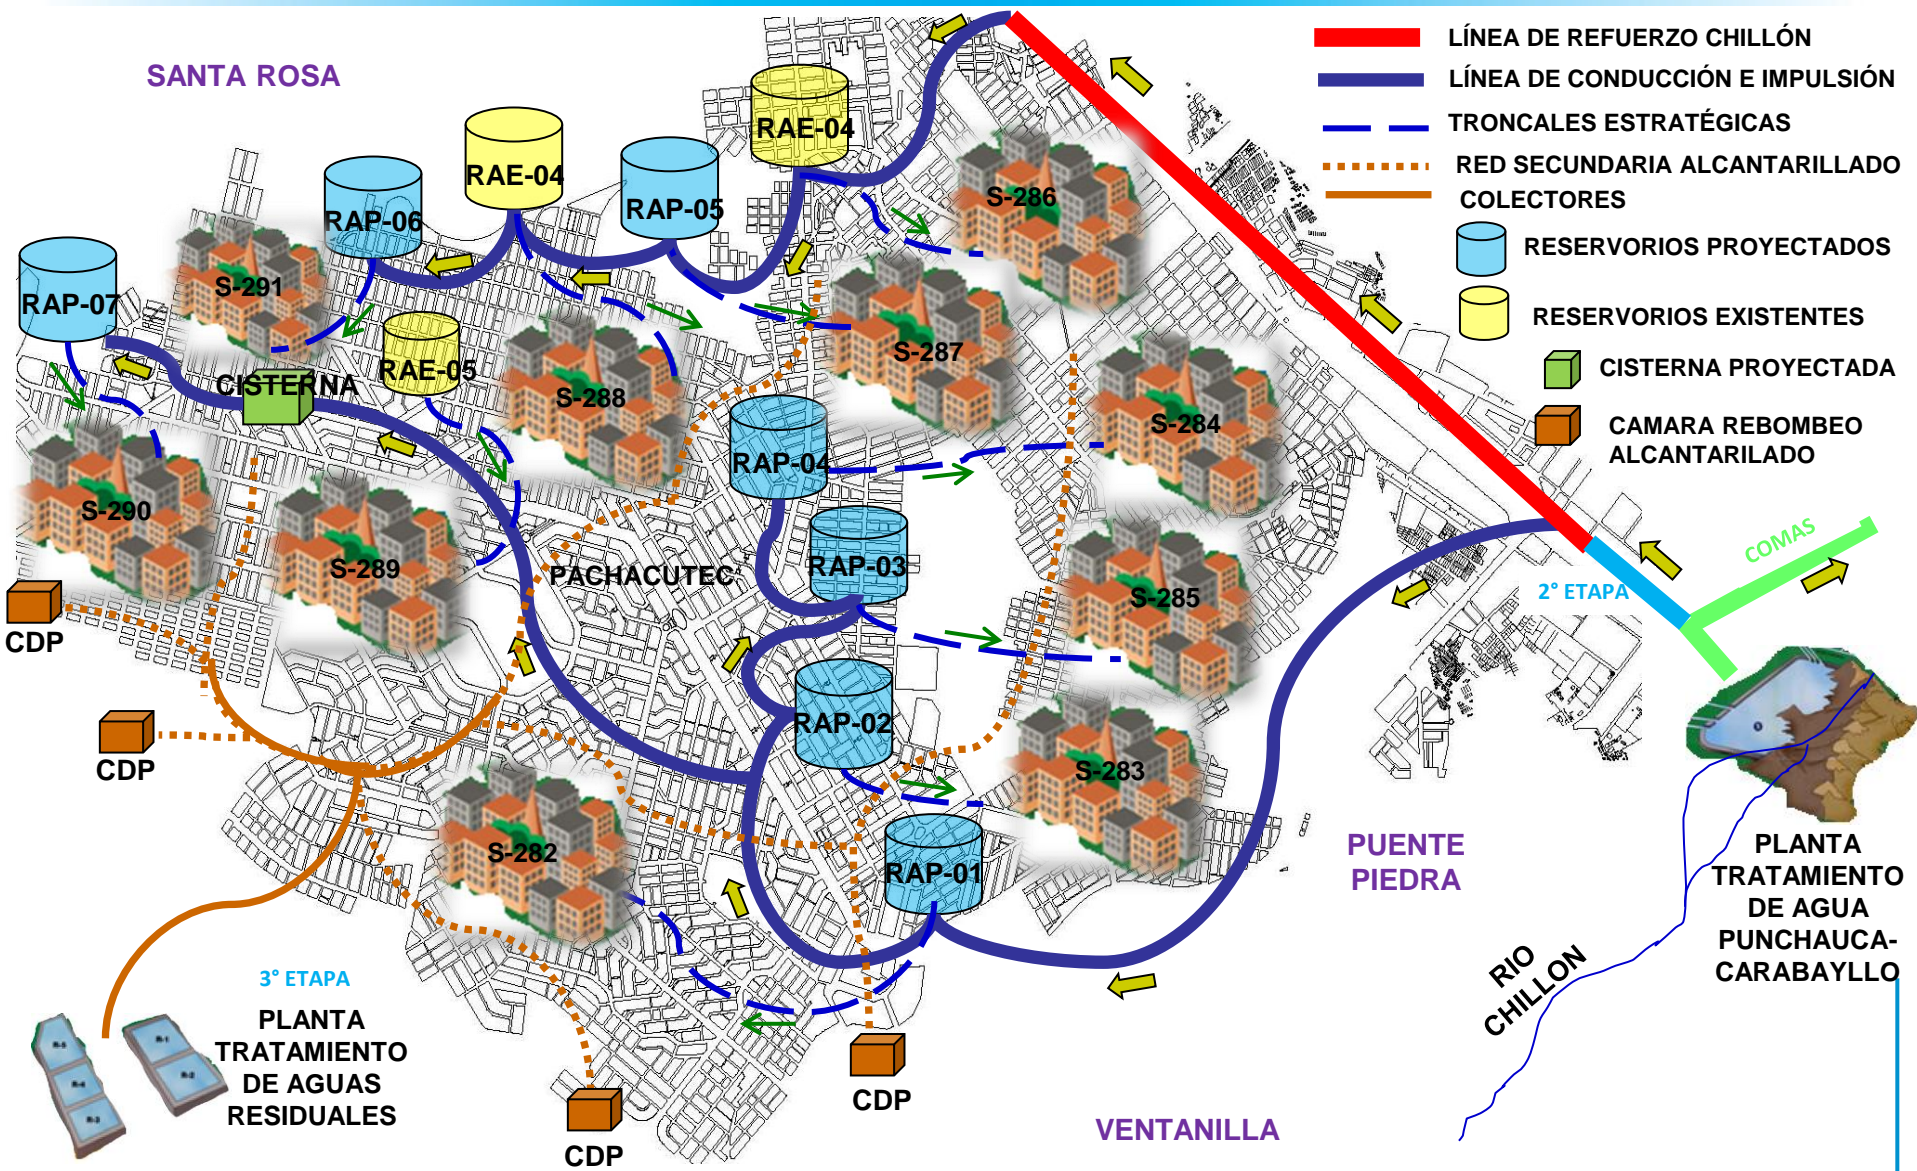 SANTA ROSA
LÍNEA DE REFUERZO CHILLÓN
LÍNEA DE CONDUCCIÓN E IMPULSIÓN
TRONCALES ESTRATÉGICAS
RED SECUNDARIA ALCANTARILLADO
COLECTORES
RESERVORIOS PROYECTADOS
RESERVORIOS EXISTENTES
CISTERNA PROYECTADA
CAMARA REBOMBEO
ALCANTARILADO
RAE-04
RAE-04
RAP-05
RAP-06
RAP-07
S-286
S-291
S-287
RAE-05
CISTERNA
S-288
S-284
RAP-04
S-290
S-289
RAP-03
PACHACUTEC
S-285
COMAS
2° ETAPA
CDP
RAP-02
CDP
S-283
S-282
RAP-01
PUENTE
PIEDRA
PLANTA
TRATAMIENTO
DE AGUA
PUNCHAUCA-
CARABAYLLO
RIO
CHILLON
3° ETAPA
PLANTA
TRATAMIENTO
DE AGUAS
RESIDUALES
CDP
CDP
VENTANILLA